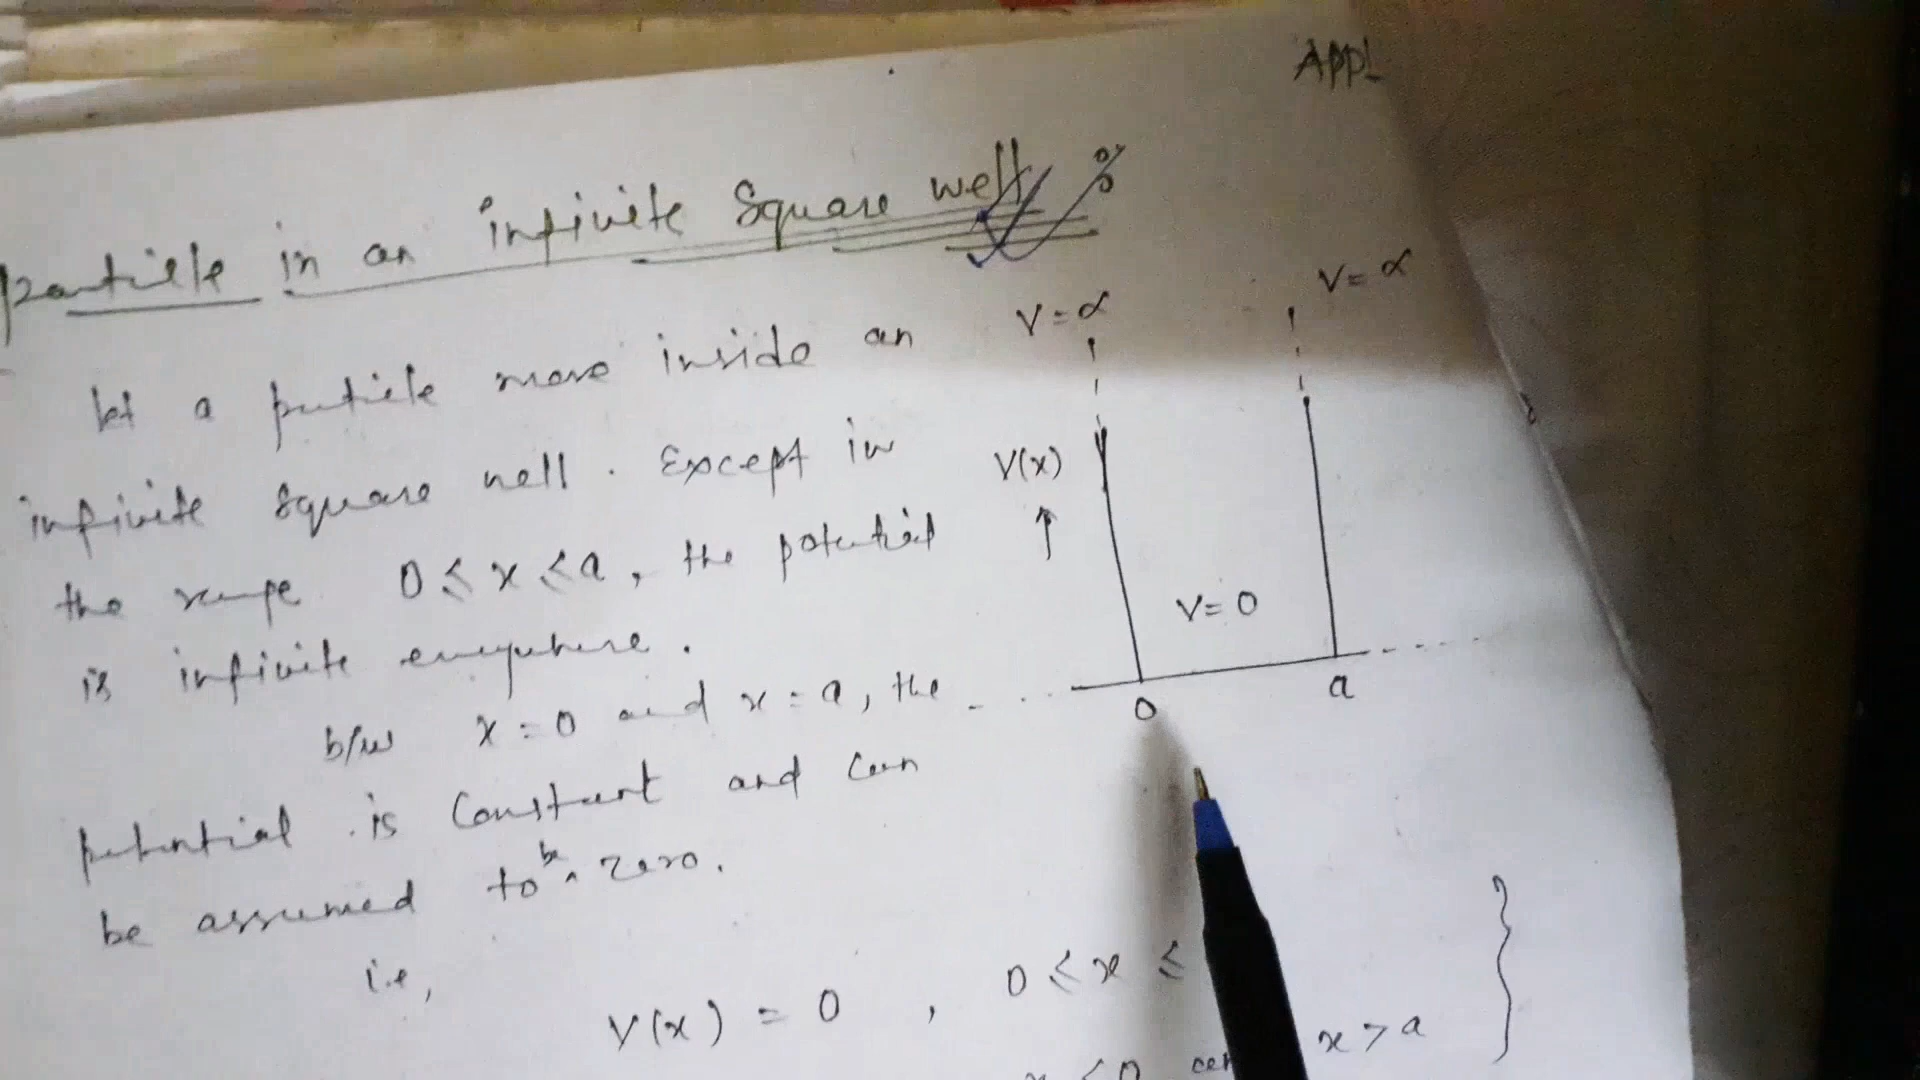 APPL
particle in an infinite Square well :
V = ∝
V = ∝
let a particle move inside an
infinite square well . Except in
V(x)
the range 0 ≤ x ≤ a , the potential
↑
is infinite everywhere .
V = 0
b/w x = 0 and x = a , the
0
a
potential is Constant and can
be assumed to be zero .
i.e,
V(x) = 0 , 0 ≤ x ≤
x > a